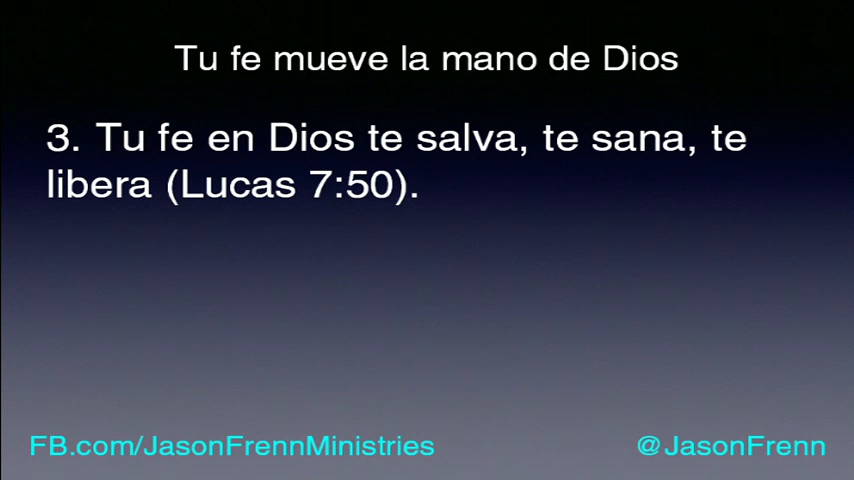 Tu fe mueve la mano de Dios
3. Tu fe en Dios te salva, te sana, te
libera (Lucas 7:50).
FB.com/JasonFrennMinistries
@JasonFrenn